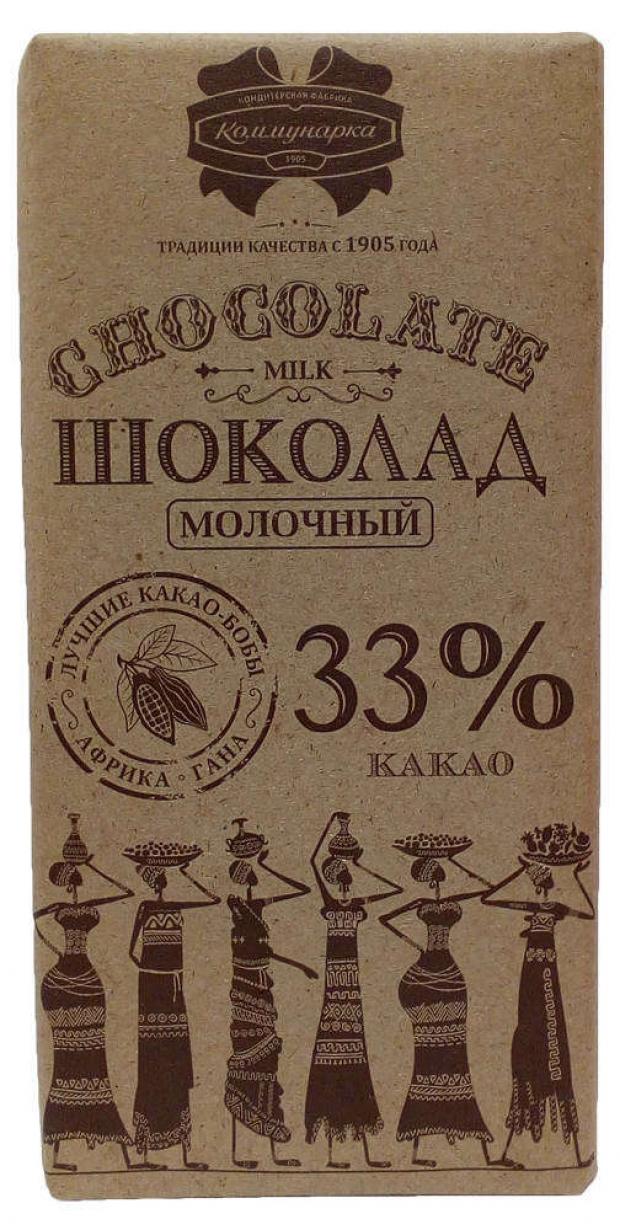 КОНДИТЕРСКАЯ ФАБРИКА
Коммунарка
1905
ТРАДИЦИИ КАЧЕСТВА С 1905 ГОДА
CHOCOLATE
MILK
ШОКОЛАД
МОЛОЧНЫЙ
ЛУЧШИЕ КАКАО-БОБЫ
АФРИКА • ГАНА
33%
КАКАО